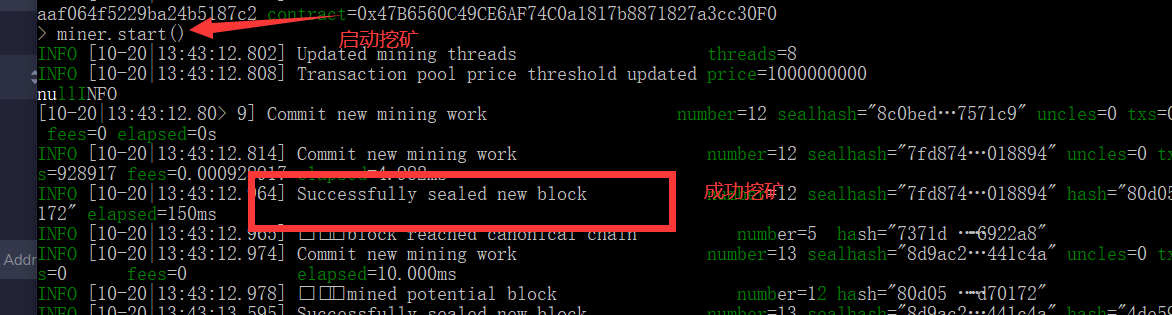 aaf064f5229ba24b5187c2 contract=0x47B6560C49CE6AF74C0a1817b8871827a3cc30F0
> miner.start()
启动挖矿
INFO [10-20|13:43:12.802] Updated mining threads threads=8
INFO [10-20|13:43:12.808] Transaction pool price threshold updated price=1000000000
nullINFO
[10-20|13:43:12.80> 9] Commit new mining work number=12 sealhash="8c0bed…7571c9" uncles=0 txs=0
fees=0 elapsed=0s
INFO [10-20|13:43:12.814] Commit new mining work number=12 sealhash="7fd874…018894" uncles=0 tx
s=928917 fees=0.000928917 elapsed=4.982ms
INFO [10-20|13:43:12.964] Successfully sealed new block number=12 sealhash="7fd874…018894" hash="80d05
成功挖矿
172" elapsed=150ms
INFO [10-20|13:43:12.965] block reached canonical chain number=5 hash="7371d…6922a8"
INFO [10-20|13:43:12.974] Commit new mining work number=13 sealhash="8d9ac2…441c4a" uncles=0 tx
s=0 fees=0 elapsed=10.000ms
Addr
INFO [10-20|13:43:12.978] mined potential block number=12 hash="80d05…d70172"
INFO [10-20|13:43:13.595] Successfully sealed new block number=13 sealhash="8d9ac2…441c4a" hash="4de58